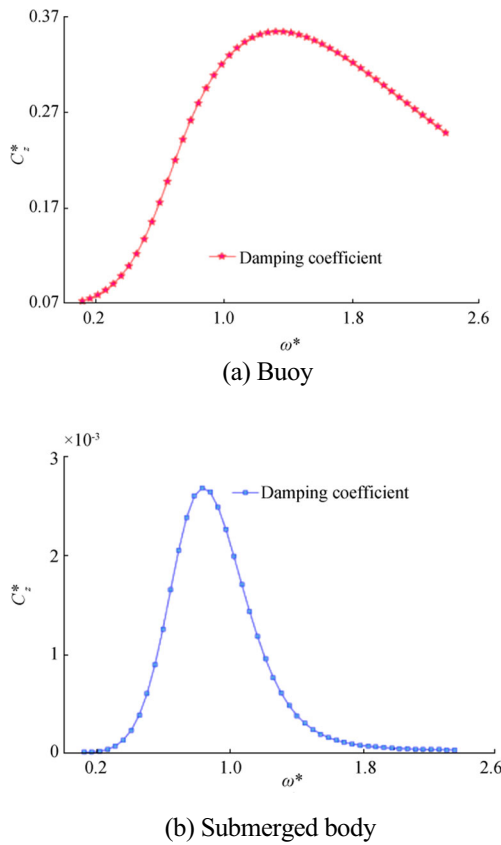 0.37
0.27
C*z
0.17
Damping coefficient
0.07
0.2 1.0 1.8 2.6
ω*
(a) Buoy
×10-3
3
Damping coefficient
2
C*z
1
0
0.2 1.0 1.8 2.6
ω*
(b) Submerged body